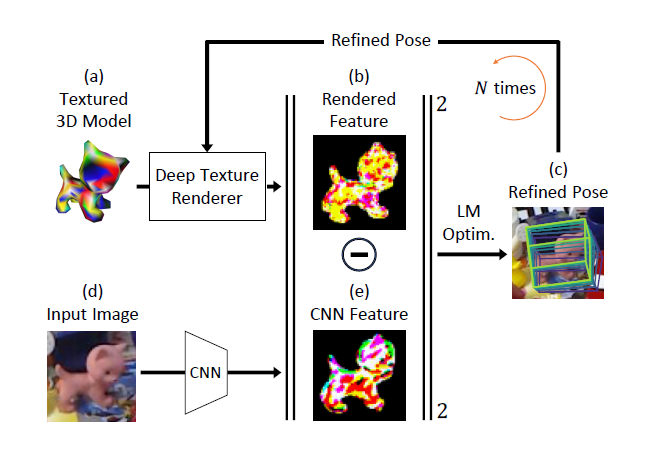 Refined Pose
N times
(a)
Textured
3D Model
(b)
Rendered
Feature
2
Deep Texture
Renderer
(c)
Refined Pose
LM
Optim.
(d)
Input Image
(e)
CNN Feature
CNN
2